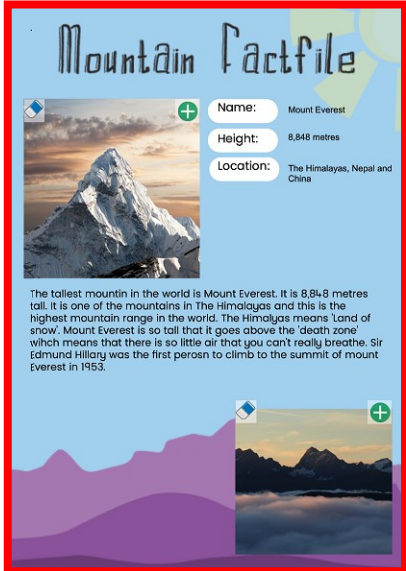 Mountain Factfile
Name:
Mount Everest
Height:
8,848 metres
Location:
The Himalayas, Nepal and
China
The tallest mountin in the world is Mount Everest. It is 8,848 metres
tall. It is one of the mountains in The Himalayas and this is the
highest mountain range in the world. The Himalyas means 'Land of
snow'. Mount Everest is so tall that it goes above the 'death zone'
wihch means that there is so little air that you can't really breathe. Sir
Edmund Hillary was the first perosn to climb to the summit of mount
Everest in 1953.